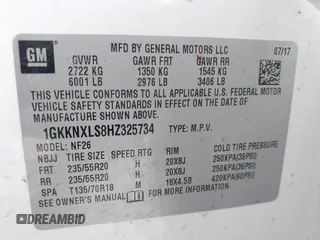 GM
MFD BY GENERAL MOTORS LLC
07/17
GVWR GAWR FRT GAWR RR
2722 KG 1350 KG 1545 KG
6001 LB 2976 LB 3406 LB
THIS VEHICLE CONFORMS TO ALL APPLICABLE U.S. FEDERAL MOTOR VEHICLE SAFETY, BUMPER, AND THEFT PREVENTION STANDARDS IN EFFECT ON THE DATE OF MANUFACTURE SHOWN ABOVE.
1GKKNXLS8HZ325734 TYPE: M.P.V.
MODEL: NF26
NBJJ TIRE SIZE SPEED RTG RIM COLD TIRE PRESSURE
FRT 235/55R20 H 20X8J 250KPA(36PSI)
RR 235/55R20 H 20X8J 250KPA(36PSI)
SPA T135/70R18 M 18X4.5B 420KPA(60PSI)
DREAMBID